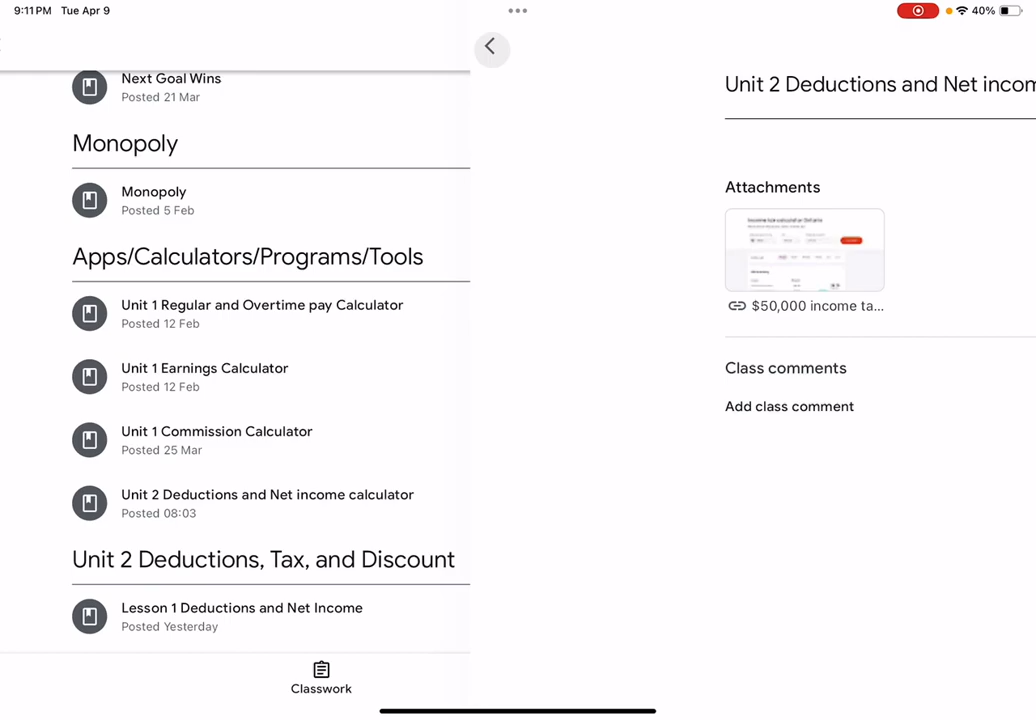 9:11 PM Tue Apr 9
40%
Next Goal Wins
Posted 21 Mar
Monopoly
Monopoly
Posted 5 Feb
Apps/Calculators/Programs/Tools
Unit 1 Regular and Overtime pay Calculator
Posted 12 Feb
Unit 1 Earnings Calculator
Posted 12 Feb
Unit 1 Commission Calculator
Posted 25 Mar
Unit 2 Deductions and Net income calculator
Posted 08:03
Unit 2 Deductions, Tax, and Discount
Lesson 1 Deductions and Net Income
Posted Yesterday
Classwork
Unit 2 Deductions and Net incom
Attachments
$50,000 income ta...
Class comments
Add class comment